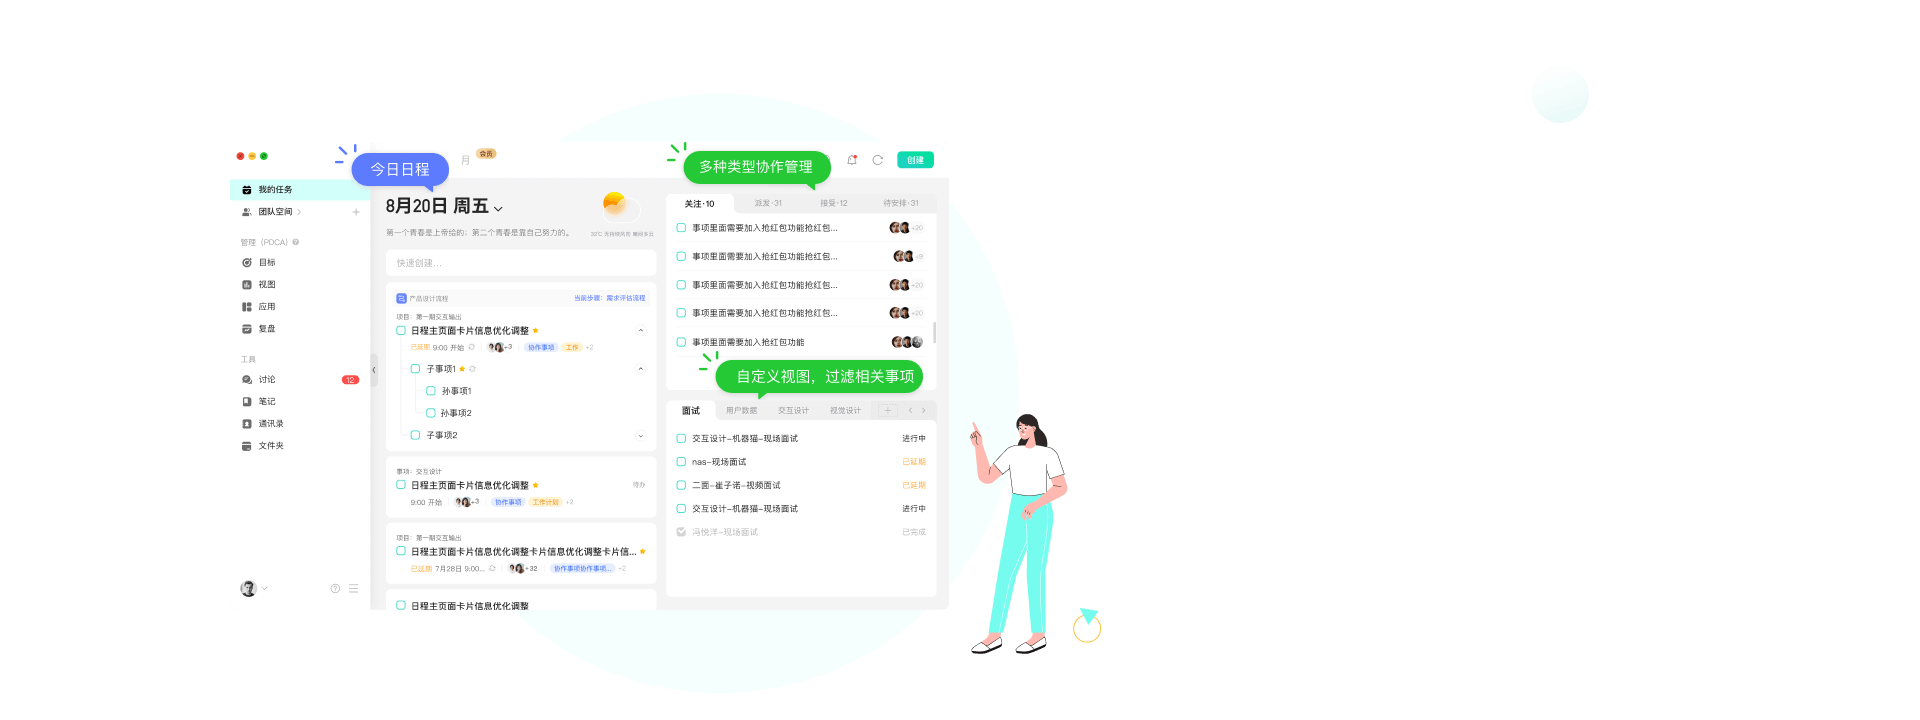 今日日程
月
会员
多种类型协作管理
创建
我的任务
团队空间
管理（PDCA）
目标
视图
应用
复盘
工具
讨论
12
笔记
通讯录
文件夹
8月20日 周五
第一个青春是上帝给的；第二个青春是靠自己努力的。
快速创建...
产品设计流程
当前步骤：需求评估流程
项目：第一期交互输出
日程主页面卡片信息优化调整
已延期 9:00 开始 +3 协作事项 工作 +2
子事项1
孙事项1
孙事项2
子事项2
事项：交互设计
日程主页面卡片信息优化调整
待办
9:00 开始 +3 协作事项 工作计划 +2
项目：第一期交互输出
日程主页面卡片信息优化调整卡片信息优化调整卡片信...
已延期 7月28日 9:00... +32 协作事项协作事项... +2
日程主页面卡片信息优化调整
关注·10 派发·31 接受·12 待安排·31
事项里面需要加入抢红包功能抢红包... +20
事项里面需要加入抢红包功能抢红包... +9
事项里面需要加入抢红包功能抢红包... +20
事项里面需要加入抢红包功能抢红包... +20
事项里面需要加入抢红包功能
自定义视图，过滤相关事项
面试 用户数据 交互设计 视觉设计
交互设计-机器猫-现场面试 进行中
nas-现场面试 已延期
二面-崔子诺-视频面试 已延期
交互设计-机器猫-现场面试 进行中
冯悦洋-现场面试 已完成